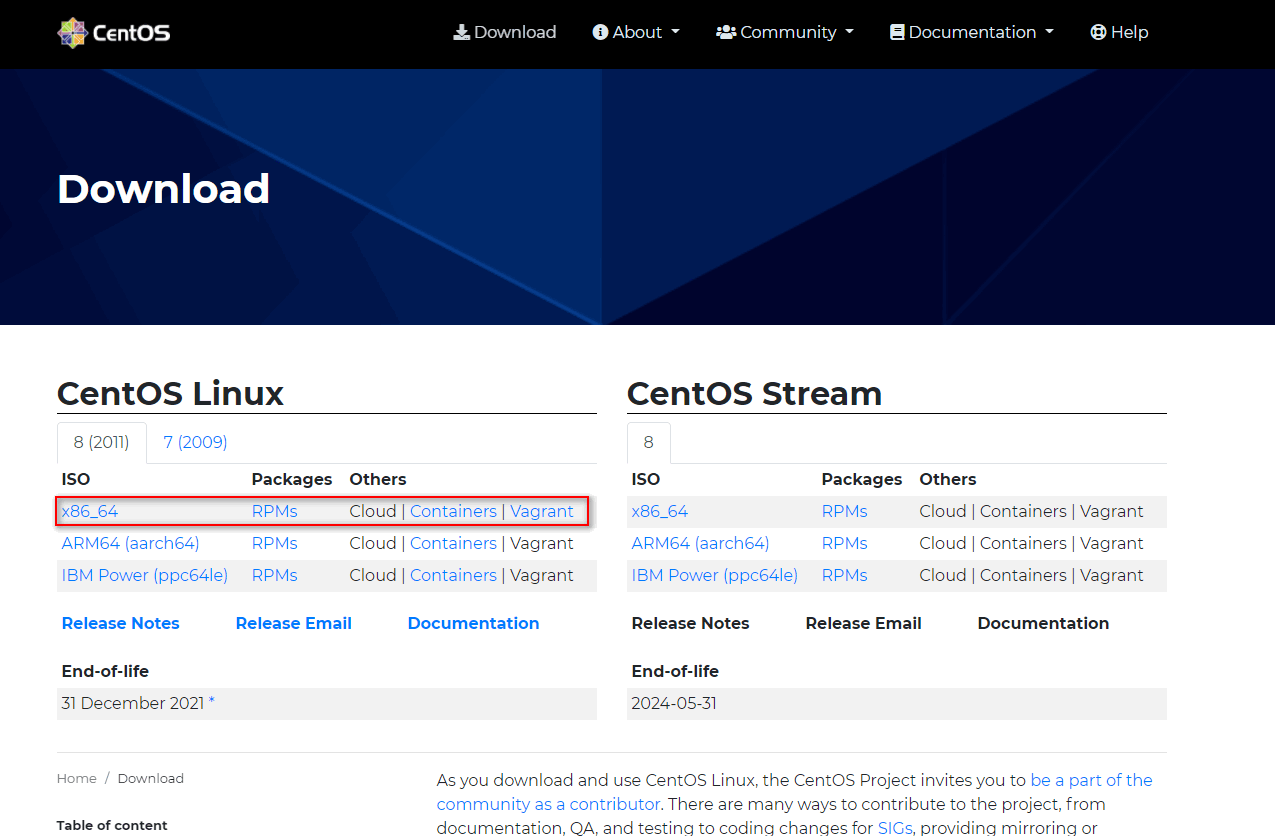 CentOS Download About Community Documentation Help
Download
CentOS Linux
8 (2011) 7 (2009)
ISO Packages Others
x86_64 RPMs Cloud | Containers | Vagrant
ARM64 (aarch64) RPMs Cloud | Containers | Vagrant
IBM Power (ppc64le) RPMs Cloud | Containers | Vagrant
Release Notes Release Email Documentation
End-of-life
31 December 2021 *
CentOS Stream
8
ISO Packages Others
x86_64 RPMs Cloud | Containers | Vagrant
ARM64 (aarch64) RPMs Cloud | Containers | Vagrant
IBM Power (ppc64le) RPMs Cloud | Containers | Vagrant
Release Notes Release Email Documentation
End-of-life
2024-05-31
Home / Download
Table of content
As you download and use CentOS Linux, the CentOS Project invites you to be a part of the
community as a contributor. There are many ways to contribute to the project, from
documentation, QA, and testing to coding changes for SIGs, providing mirroring or